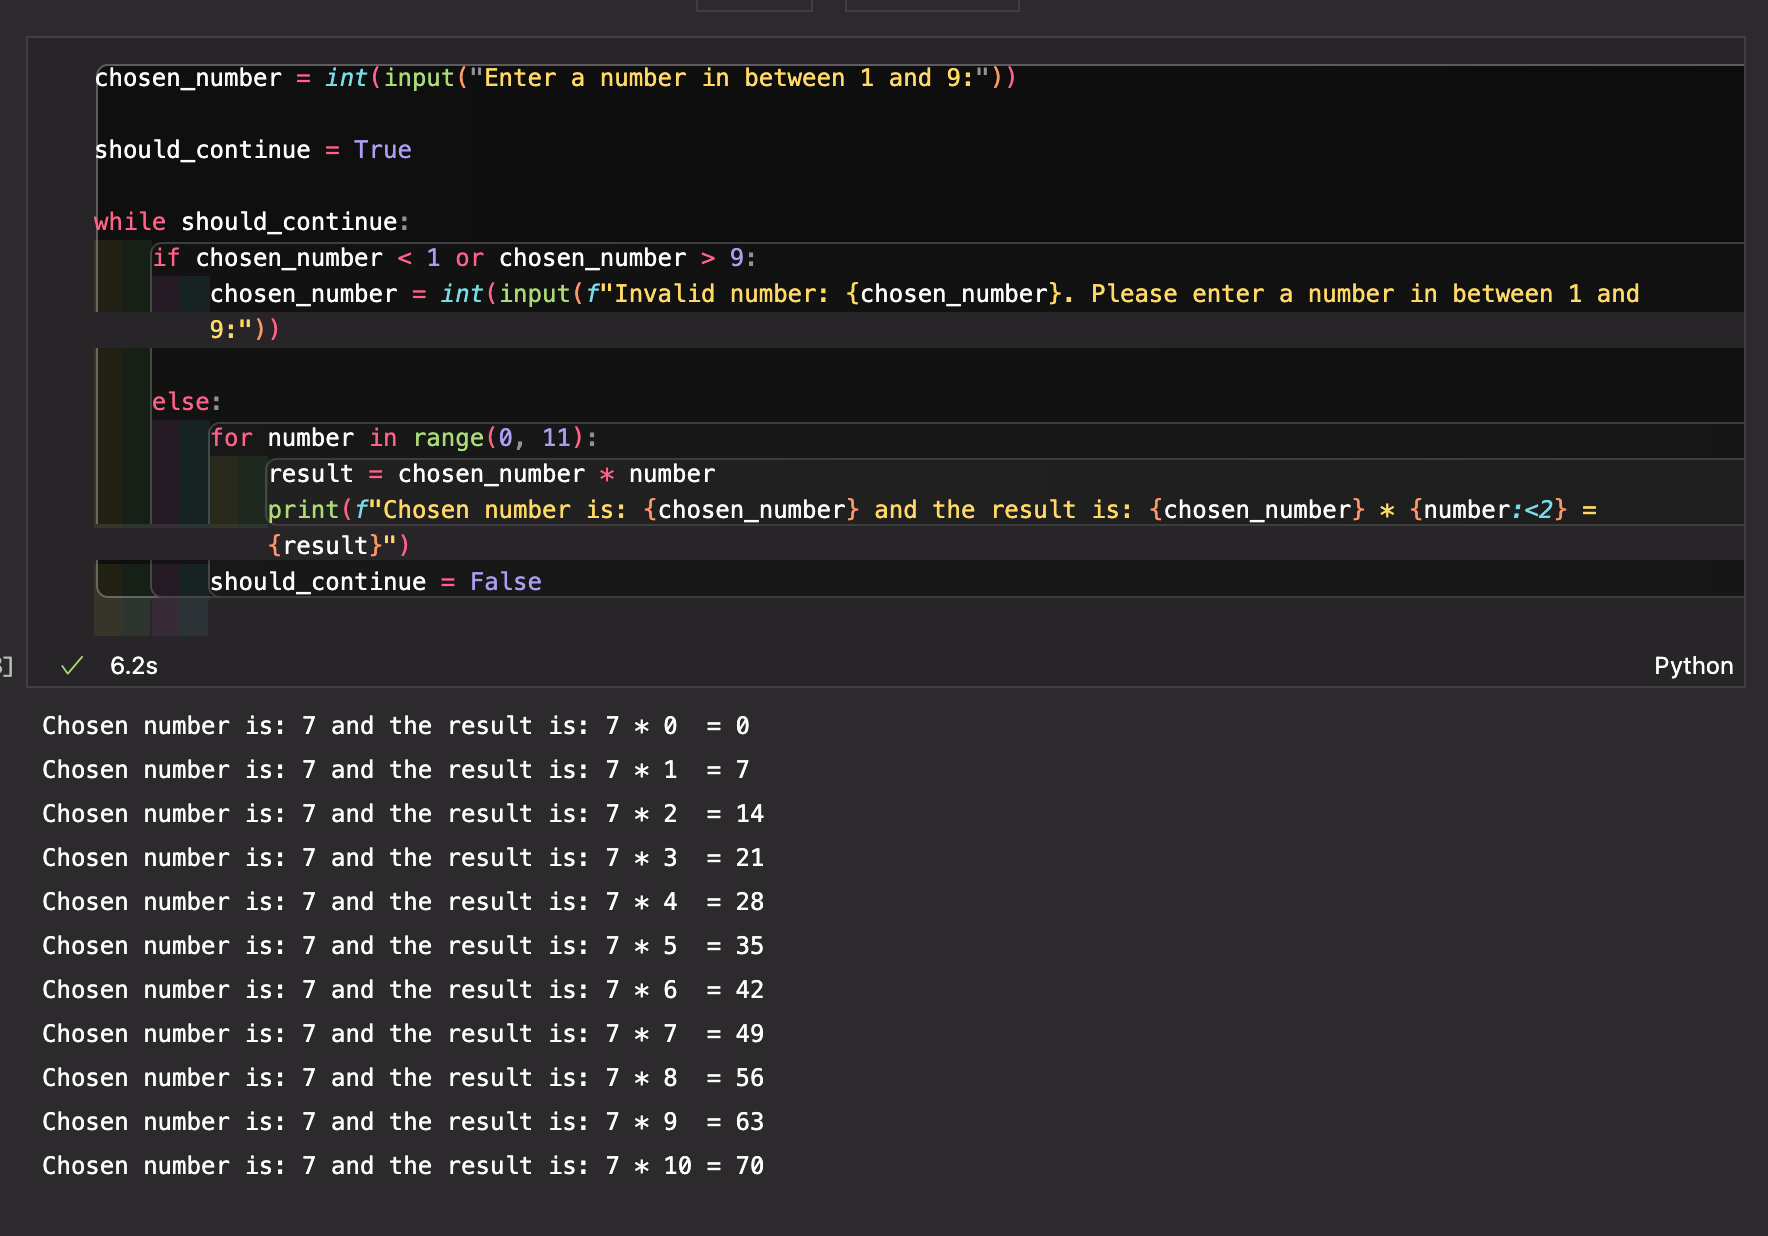 chosen_number = int(input("Enter a number in between 1 and 9:"))
should_continue = True
while should_continue:
if chosen_number < 1 or chosen_number > 9:
chosen_number = int(input(f"Invalid number: {chosen_number}. Please enter a number in between 1 and
9:"))
else:
for number in range(0, 11):
result = chosen_number * number
print(f"Chosen number is: {chosen_number} and the result is: {chosen_number} * {number:<2} =
{result}")
should_continue = False
] ✓ 6.2s Python
Chosen number is: 7 and the result is: 7 * 0  = 0
Chosen number is: 7 and the result is: 7 * 1  = 7
Chosen number is: 7 and the result is: 7 * 2  = 14
Chosen number is: 7 and the result is: 7 * 3  = 21
Chosen number is: 7 and the result is: 7 * 4  = 28
Chosen number is: 7 and the result is: 7 * 5  = 35
Chosen number is: 7 and the result is: 7 * 6  = 42
Chosen number is: 7 and the result is: 7 * 7  = 49
Chosen number is: 7 and the result is: 7 * 8  = 56
Chosen number is: 7 and the result is: 7 * 9  = 63
Chosen number is: 7 and the result is: 7 * 10 = 70